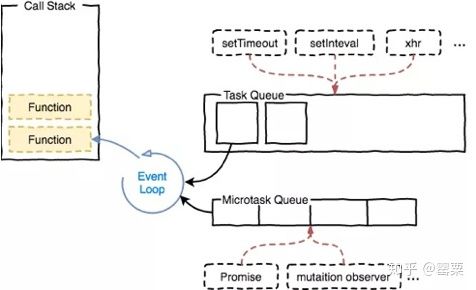 Call Stack
Function
Function
Event
Loop
setTimeout
setInteval
xhr
...
Task Queue
Microtask Queue
Promise
mutaition observer
...
知乎 @罂粟